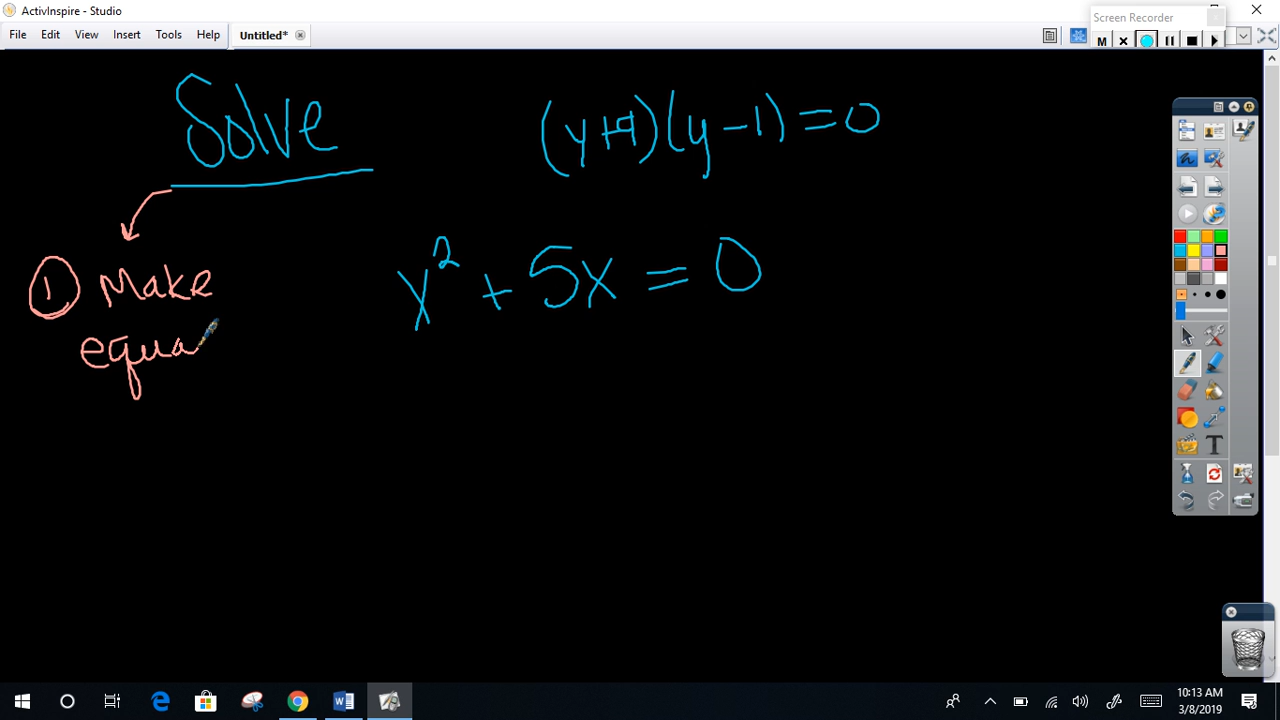 ActivInspire - Studio
Screen Recorder
File Edit View Insert Tools Help Untitled*
M
Solve
(y+9)(y-1)=0
① Make
x² + 5x = 0
equa
T
10:13 AM
3/8/2019